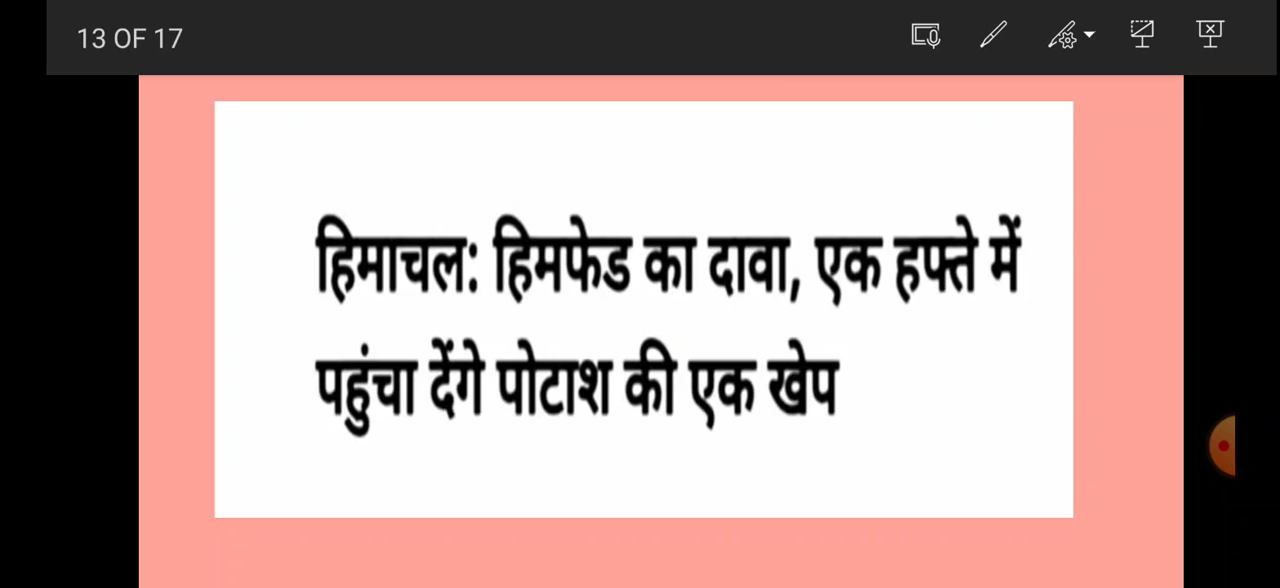 13 OF 17
हिमाचल: हिमफेड का दावा, एक हफ्ते में
पहुंचा देंगे पोटाश की एक खेप